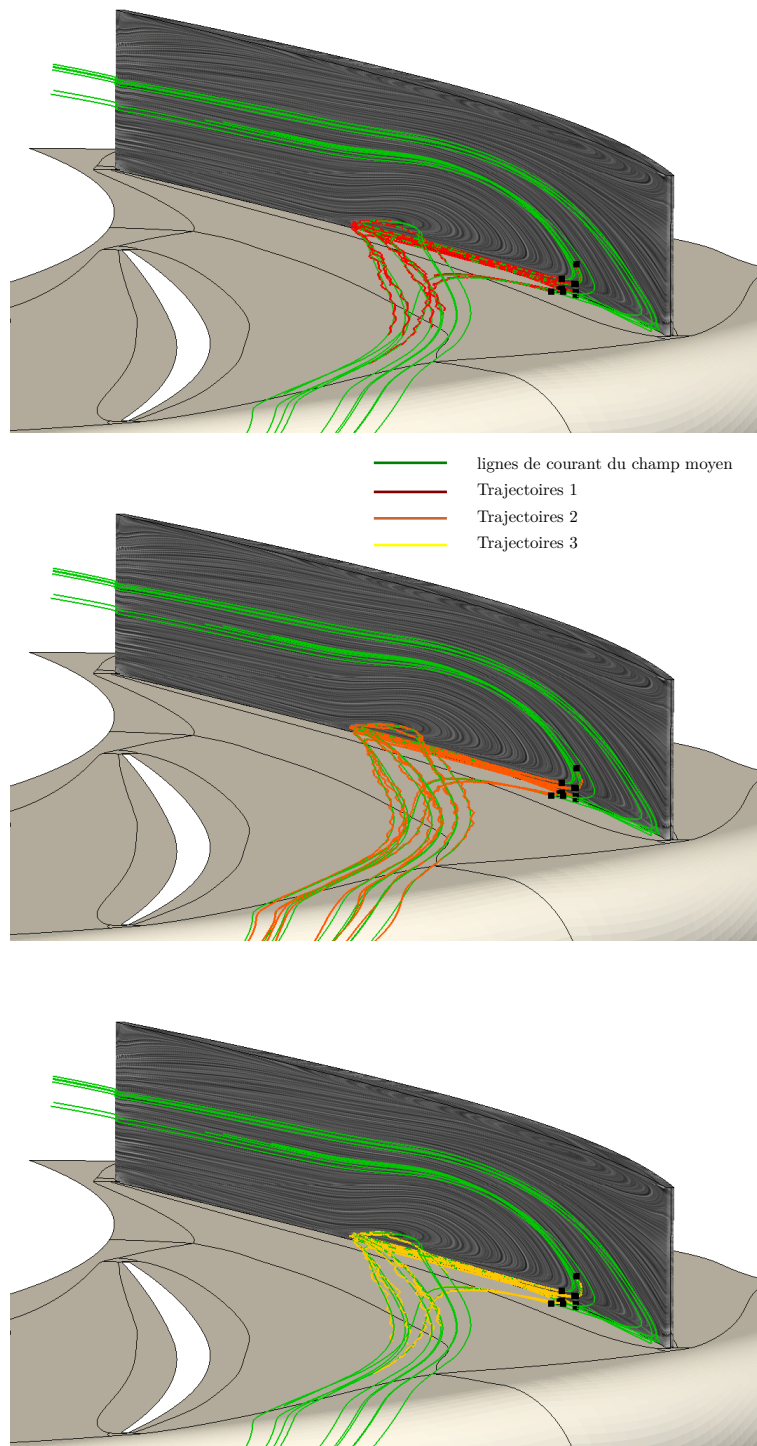 lignes de courant du champ moyen
Trajectoires 1
Trajectoires 2
Trajectoires 3